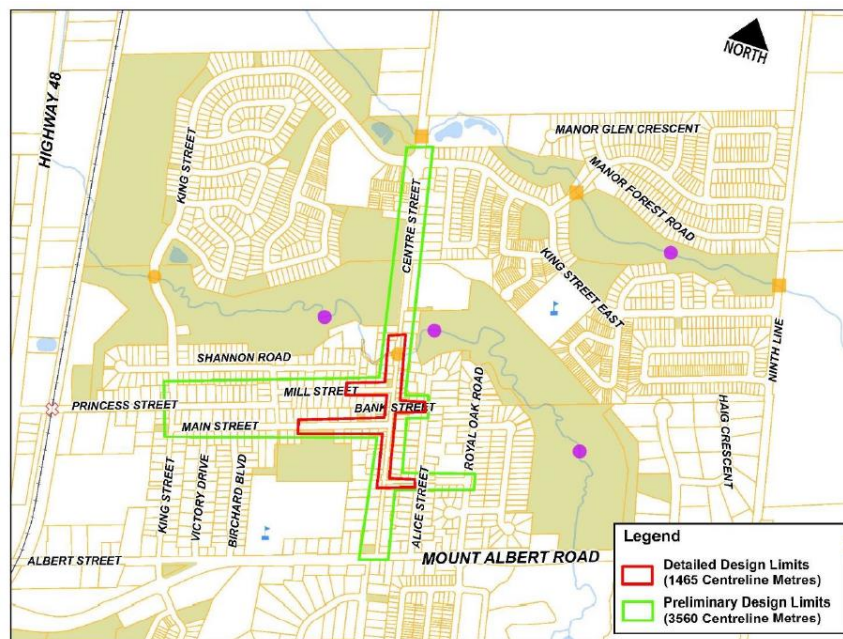 NORTH
HIGHWAY 48
KING STREET
CENTRE STREET
MANOR GLEN CRESCENT
MANOR FOREST ROAD
KING STREET EAST
NINTH LINE
SHANNON ROAD
MILL STREET
PRINCESS STREET
BANK STREET
MAIN STREET
ROYAL OAK ROAD
HAIG CRESCENT
KING STREET
VICTORY DRIVE
BIRCHARD BLVD
ALICE STREET
ALBERT STREET
MOUNT ALBERT ROAD
Legend
Detailed Design Limits
(1465 Centreline Metres)
Preliminary Design Limits
(3560 Centreline Metres)